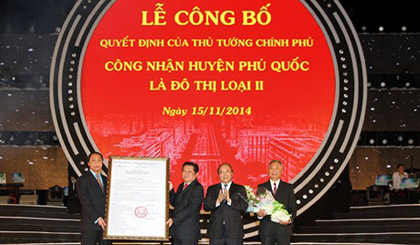 LỄ CÔNG BỐ
QUYẾT ĐỊNH CỦA THỦ TƯỚNG CHÍNH PHỦ
CÔNG NHẬN HUYỆN PHÚ QUỐC
LÀ ĐÔ THỊ LOẠI II
Ngày 15/11/2014